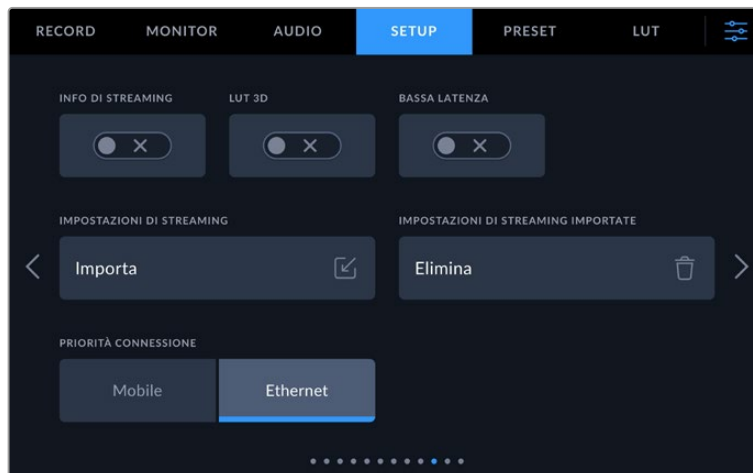 RECORD MONITOR AUDIO SETUP PRESET LUT
INFO DI STREAMING LUT 3D BASSA LATENZA
IMPOSTAZIONI DI STREAMING IMPOSTAZIONI DI STREAMING IMPORTATE
Importa Elimina
PRIORITÀ CONNESSIONE
Mobile Ethernet